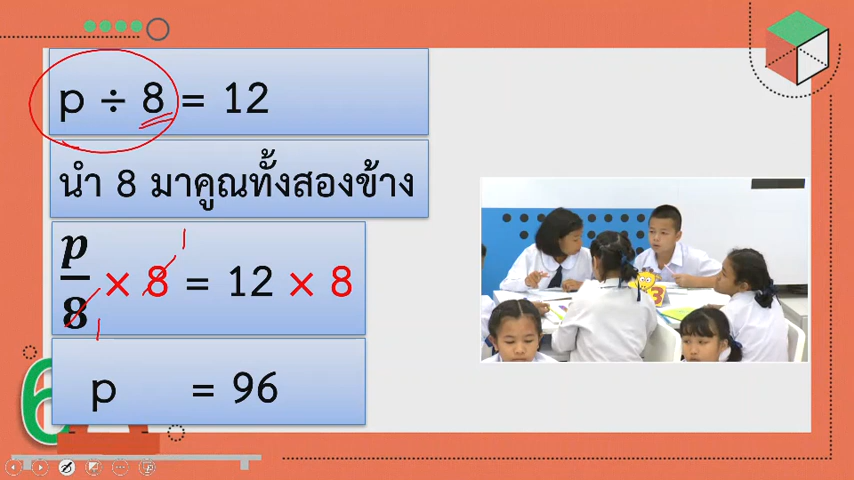 p ÷ 8 = 12
นำ 8 มาคูณทั้งสองข้าง
p/8 × 8 = 12 × 8
p = 96